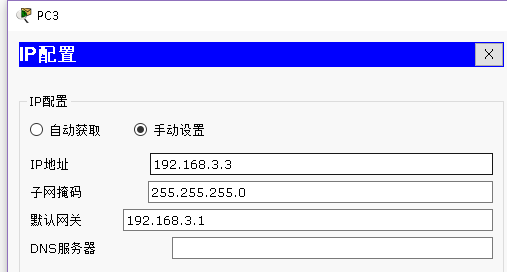 PC3
IP配置 X
IP配置
自动获取 手动设置
IP地址 192.168.3.3
子网掩码 255.255.255.0
默认网关 192.168.3.1
DNS服务器